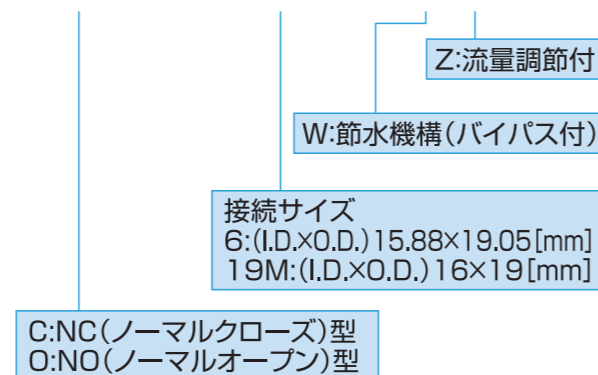 Z:流量調節付
W:節水機構(バイパス付)
接続サイズ
6:(I.D.×O.D.)15.88×19.05[mm]
19M:(I.D.×O.D.)16×19[mm]
C:NC(ノーマルクローズ)型
O:NO(ノーマルオープン)型